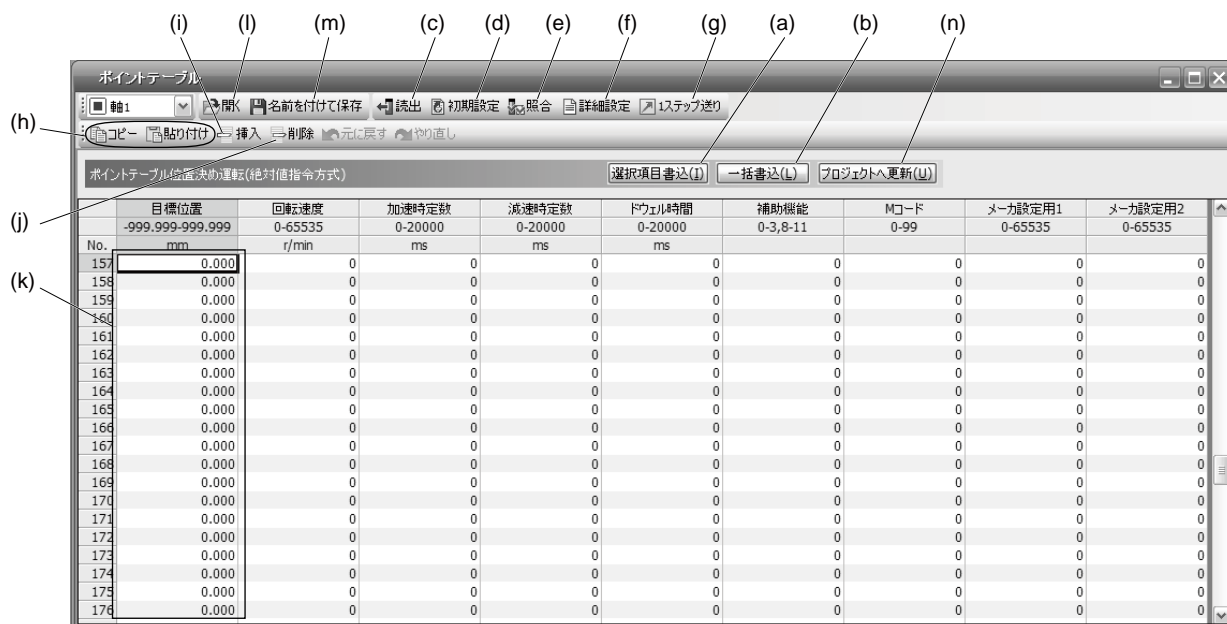 (i) (l) (m) (c) (d) (e) (f) (g) (a) (b) (n)
ポイントテーブル
軸1 開く 名前を付けて保存 読出 初期設定 照合 詳細設定 1ステップ送り
(h)
コピー 貼り付け 挿入 削除 元に戻す やり直し
ポイントテーブル位置決め運転(絶対値指令方式) 選択項目書込(I) 一括書込(L) プロジェクトへ更新(U)
(j)
目標位置 回転速度 加速時定数 減速時定数 ドウェル時間 補助機能 Mコード メーカ設定用1 メーカ設定用2
-999.999-999.999 0-65535 0-20000 0-20000 0-20000 0-3,8-11 0-99 0-65535 0-65535
No. mm r/min ms ms ms
(k)
157 0.000 0 0 0 0 0 0 0 0
158 0.000 0 0 0 0 0 0 0 0
159 0.000 0 0 0 0 0 0 0 0
160 0.000 0 0 0 0 0 0 0 0
161 0.000 0 0 0 0 0 0 0 0
162 0.000 0 0 0 0 0 0 0 0
163 0.000 0 0 0 0 0 0 0 0
164 0.000 0 0 0 0 0 0 0 0
165 0.000 0 0 0 0 0 0 0 0
166 0.000 0 0 0 0 0 0 0 0
167 0.000 0 0 0 0 0 0 0 0
168 0.000 0 0 0 0 0 0 0 0
169 0.000 0 0 0 0 0 0 0 0
170 0.000 0 0 0 0 0 0 0 0
171 0.000 0 0 0 0 0 0 0 0
172 0.000 0 0 0 0 0 0 0 0
173 0.000 0 0 0 0 0 0 0 0
174 0.000 0 0 0 0 0 0 0 0
175 0.000 0 0 0 0 0 0 0 0
176 0.000 0 0 0 0 0 0 0 0